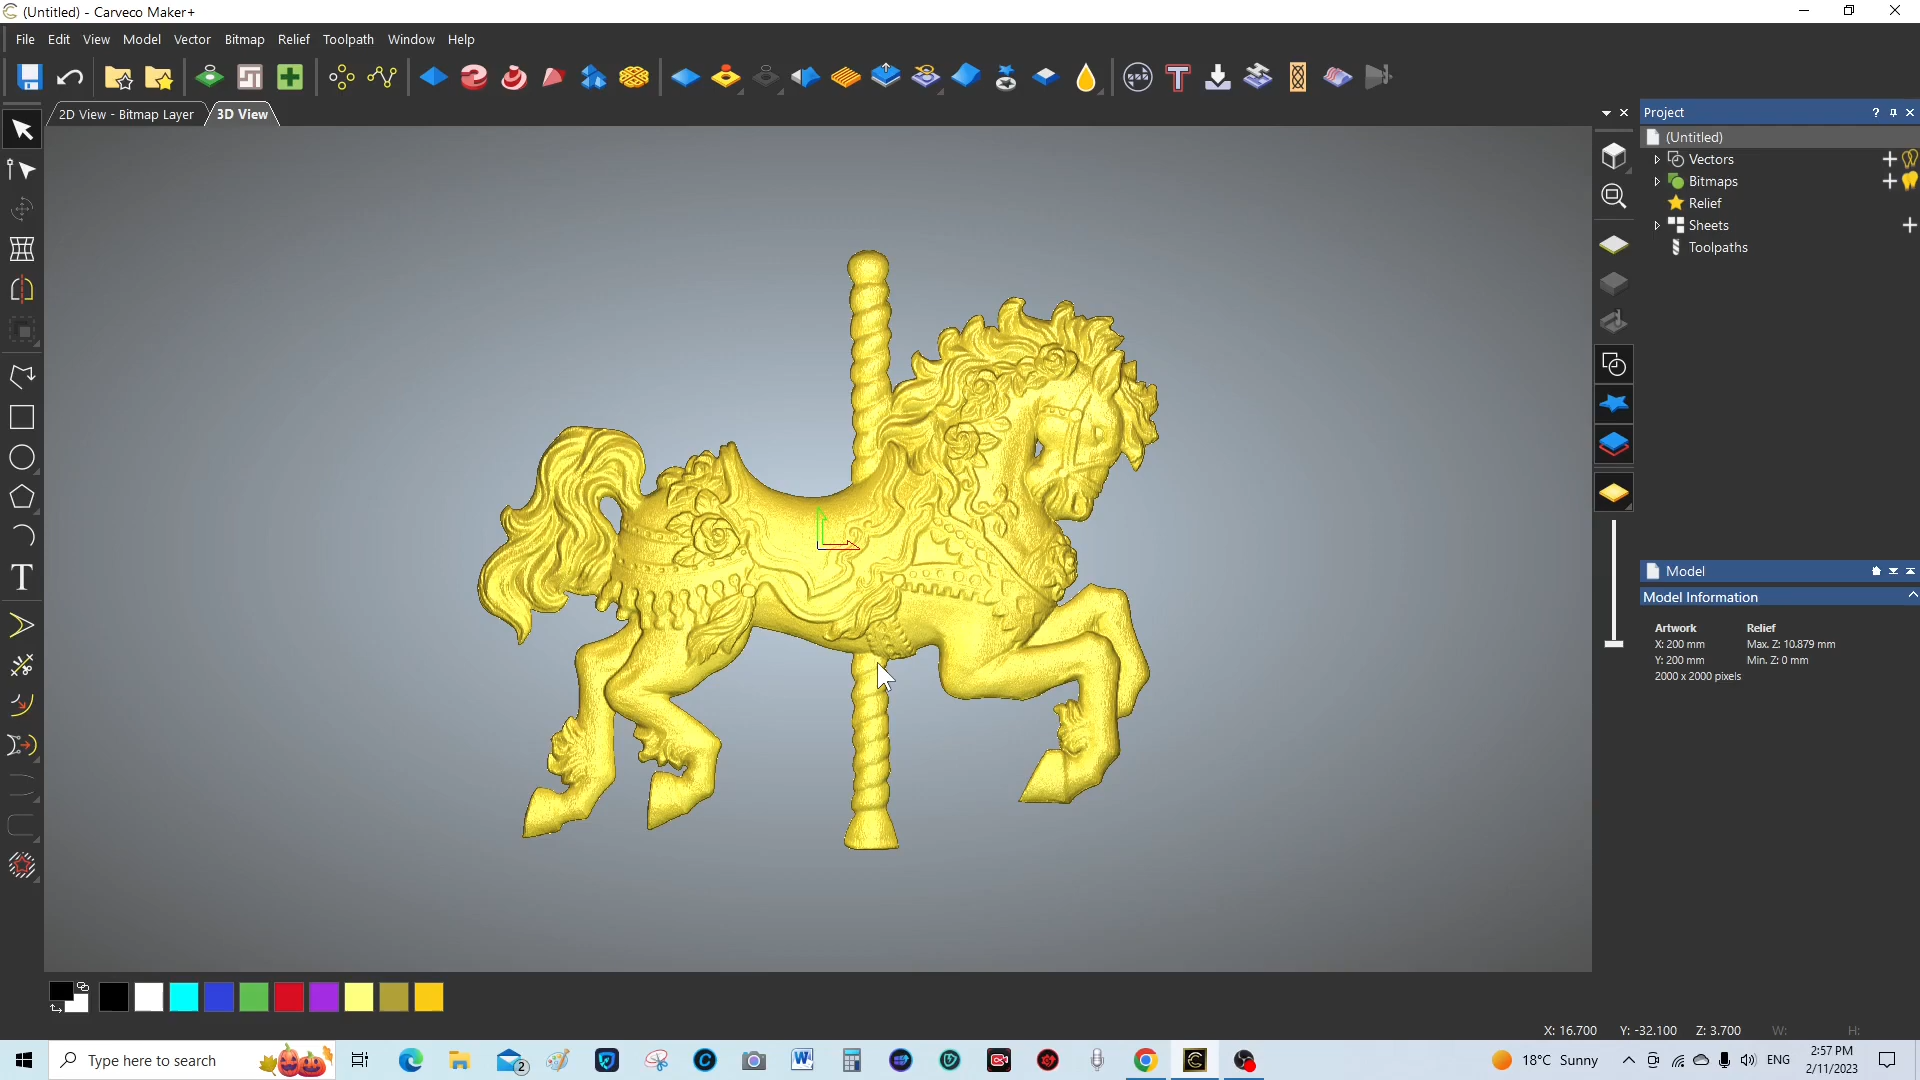 (Untitled) - Carveco Maker+
File Edit View Model Vector Bitmap Relief Toolpath Window Help
2D View - Bitmap Layer 3D View
Project
(Untitled)
Vectors
Bitmaps
Relief
Sheets
Toolpaths
Model
Model Information
Artwork Relief
X: 200 mm Max. Z: 10.879 mm
Y: 200 mm Min. Z: 0 mm
2000 x 2000 pixels
X: 16.700 Y: -32.100 Z: 3.700 W: H:
Type here to search
2
18°C Sunny
ENG
2:57 PM
2/11/2023